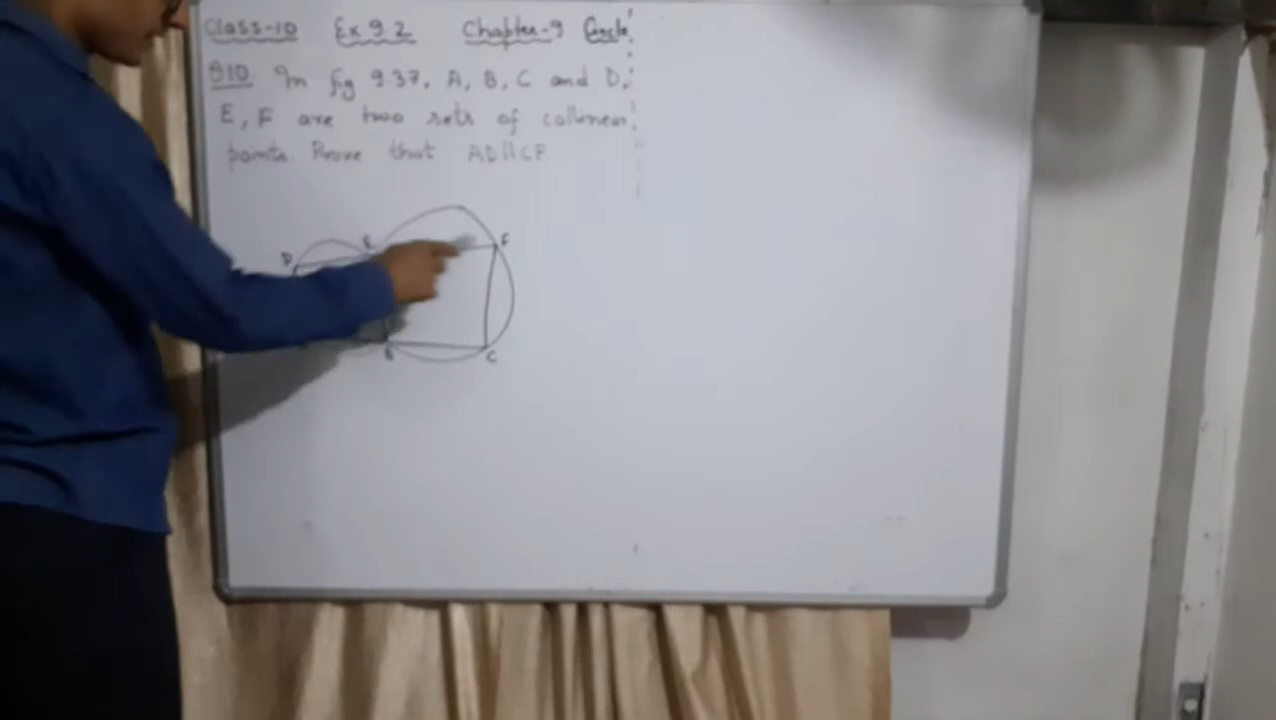 Class-10 Ex 9.2 Chapter-9 Circle
Q10. In fig 9.37, A, B, C and D,
E, F are two sets of collinear
points. Prove that AD||CF
D E F
B C